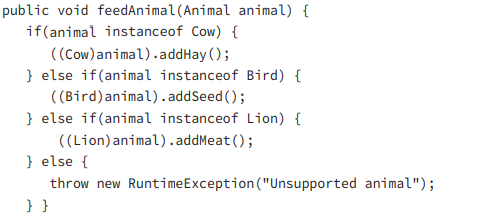 public void feedAnimal(Animal animal) {
   if(animal instanceof Cow) {
      ((Cow)animal).addHay();
   } else if(animal instanceof Bird) {
      ((Bird)animal).addSeed();
   } else if(animal instanceof Lion) {
       ((Lion)animal).addMeat();
   } else {
      throw new RuntimeException("Unsupported animal");
   } }